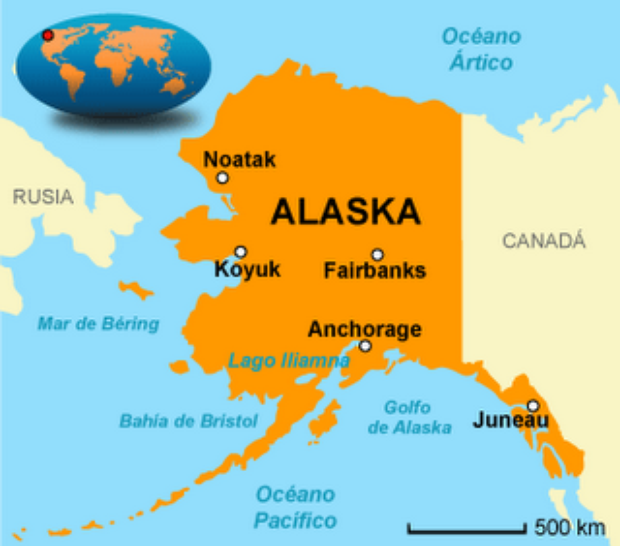 Océano
Ártico
Noatak
RUSIA
ALASKA
CANADÁ
Koyuk
Fairbanks
Mar de Béring
Anchorage
Lago Iliamna
Bahía de Bristol
Golfo
de Alaska
Juneau
Océano
Pacífico
500 km